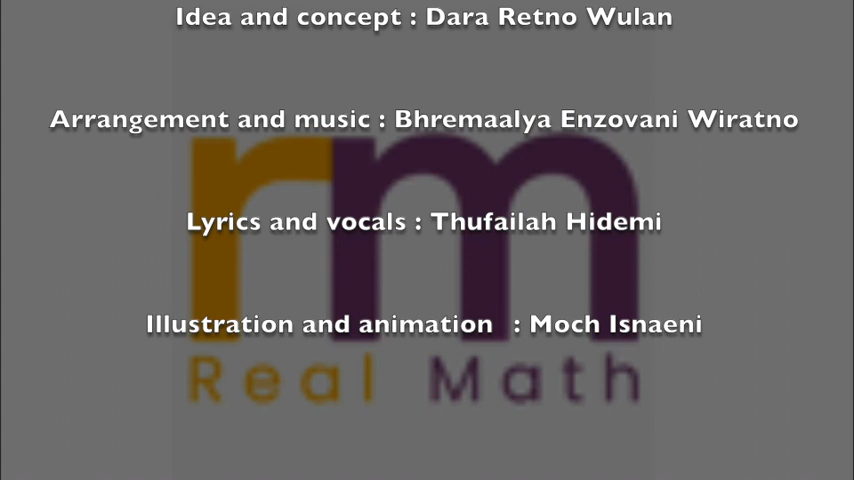 Idea and concept : Dara Retno Wulan
Arrangement and music : Bhremaalya Enzovani Wiratno
rm
Lyrics and vocals : Thufailah Hidemi
Illustration and animation : Moch Isnaeni
Real Math